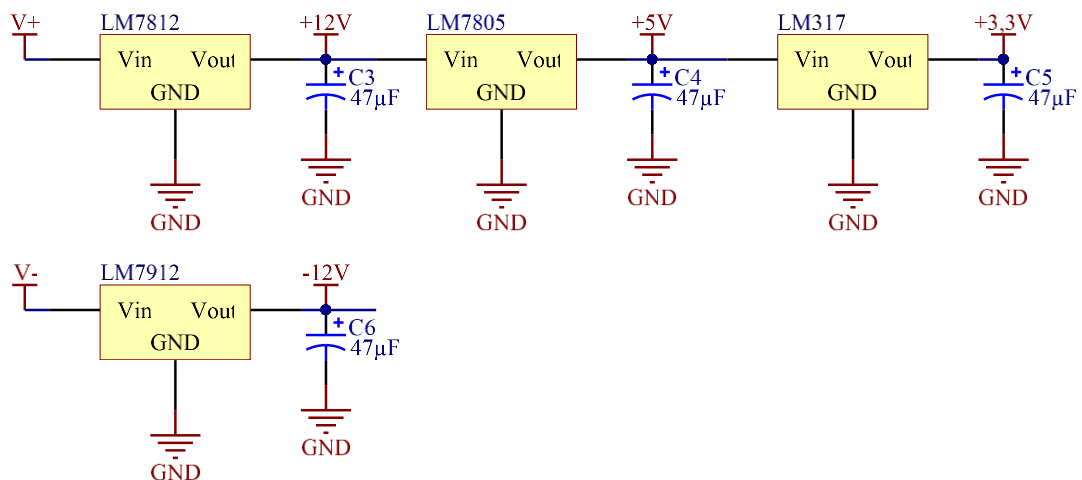 V+ LM7812 +12V LM7805 +5V LM317 +3,3V
Vin Vout Vin Vout Vin Vout
+ C3 + C4 + C5
GND 47µF GND 47µF GND 47µF
GND GND GND
GND GND GND
V- LM7912 -12V
Vin Vout
+ C6
GND 47µF
GND
GND